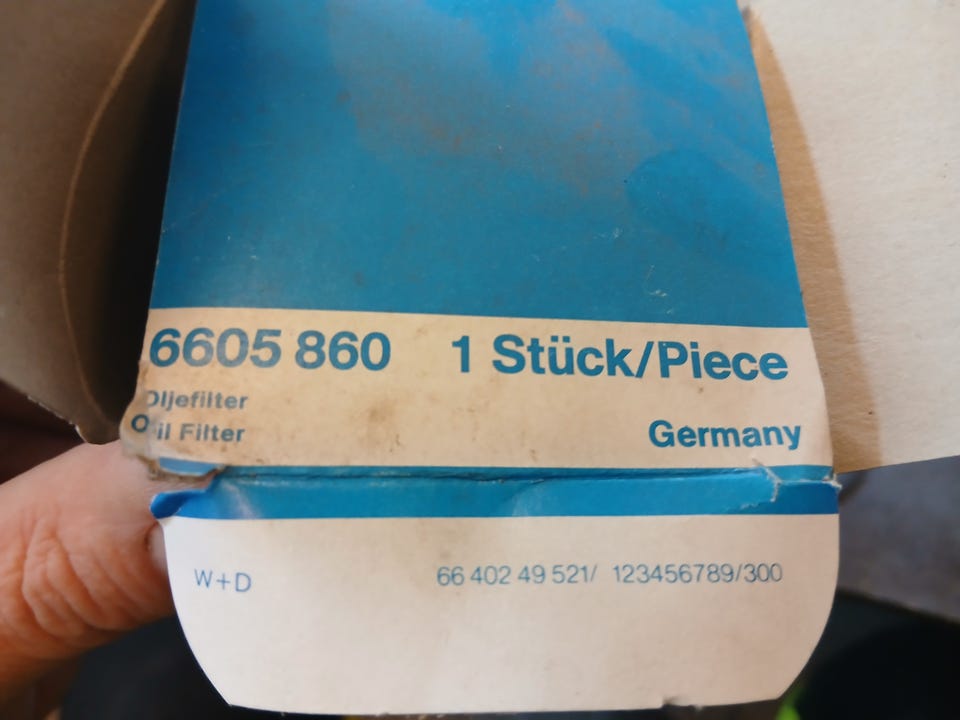 6605 860 1 Stück/Piece
Oljefilter
Oil Filter
Germany
W+D
66 402 49 521/ 123456789/300